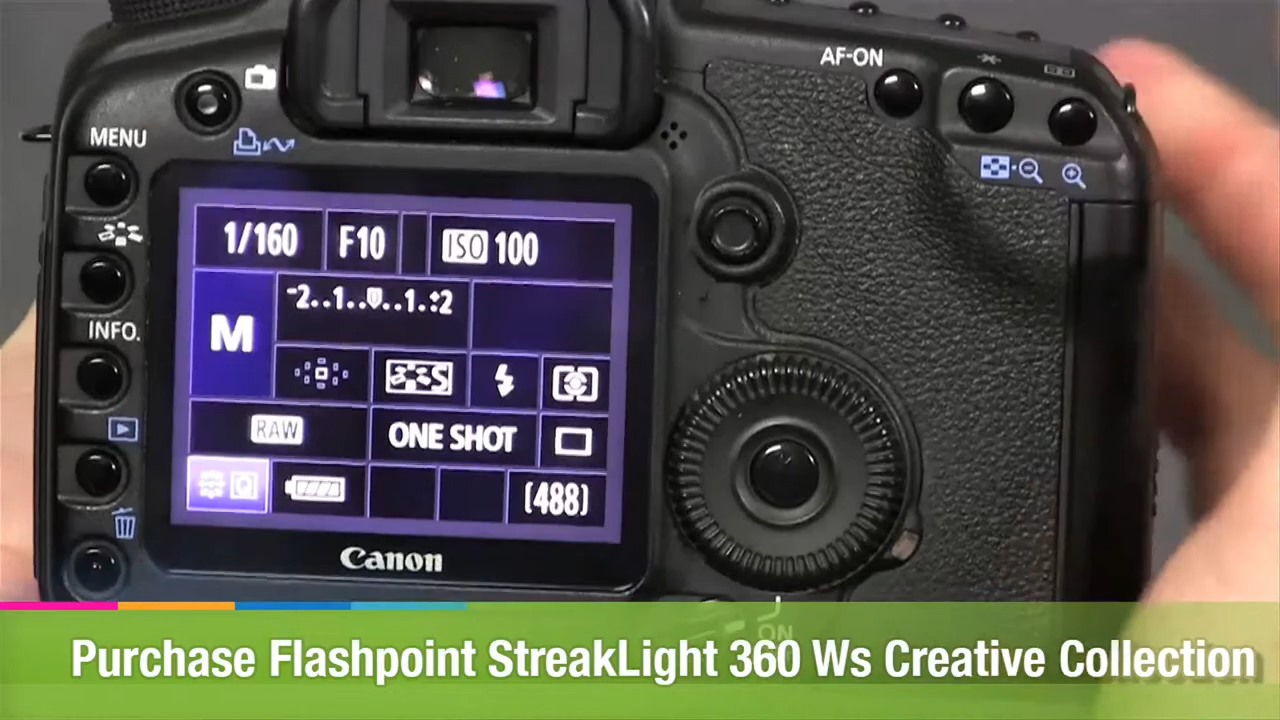 AF-ON
MENU
1/160 F10 ISO 100
INFO.
-2..1..0..1.:+2
M
S
RAW ONE SHOT
Q [488]
Canon
ON
Purchase Flashpoint StreakLight 360 Ws Creative Collection